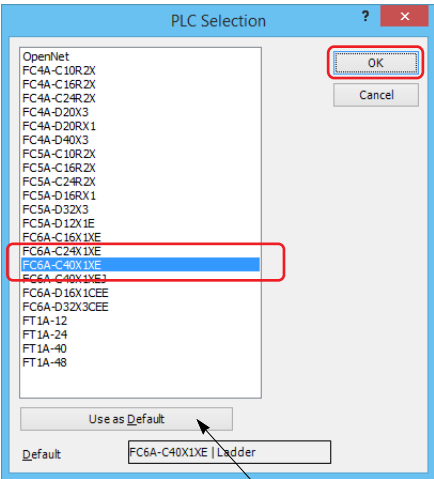 PLC Selection
?
×
OpenNet
FC4A-C10R2X
FC4A-C16R2X
FC4A-C24R2X
FC4A-D20X3
FC4A-D20RX1
FC4A-D40X3
FC5A-C10R2X
FC5A-C16R2X
FC5A-C24R2X
FC5A-D16RX1
FC5A-D32X3
FC5A-D12X1E
FC6A-C16X1XE
FC6A-C24X1XE
FC6A-C40X1XE
FC6A-C40X1XEJ
FC6A-D16X1CEE
FC6A-D32X3CEE
FT1A-12
FT1A-24
FT1A-40
FT1A-48
OK
Cancel
Use as Default
Default
FC6A-C40X1XE | Ladder